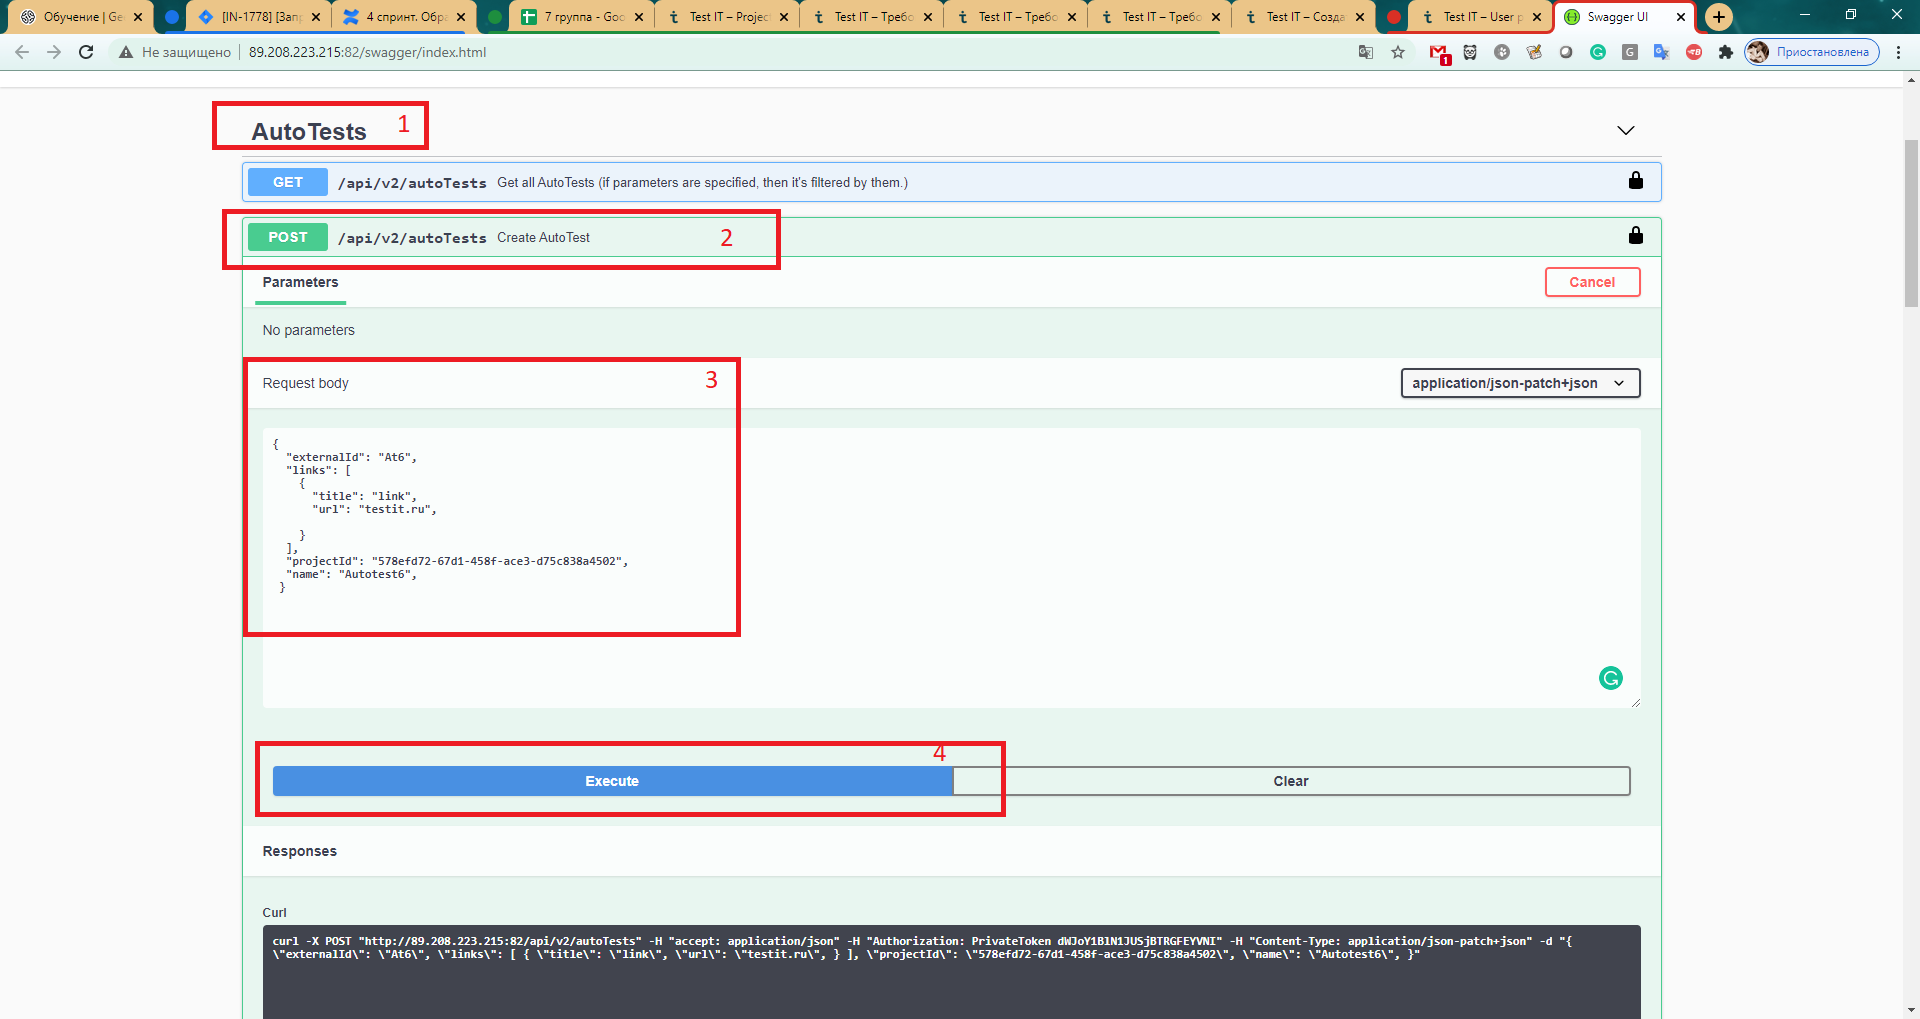 Обучение | Ge
[IN-1778] [Запр
4 спринт. Обра
7 группа - Goo
Test IT – Projec
Test IT – Требо
Test IT – Требо
Test IT – Требо
Test IT – Созда
Test IT – User p
Swagger UI
Не защищено
89.208.223.215:82/swagger/index.html
1
Приостановлена
AutoTests
1
GET
/api/v2/autoTests
Get all AutoTests (if parameters are specified, then it's filtered by them.)
POST
/api/v2/autoTests
Create AutoTest
2
Parameters
Cancel
No parameters
Request body
3
application/json-patch+json
{
"externalId": "At6",
"links": [
{
"title": "link",
"url": "testit.ru",
}
],
"projectId": "578efd72-67d1-458f-ace3-d75c838a4502",
"name": "Autotest6",
}
4
Execute
Clear
Responses
Curl
curl -X POST "http://89.208.223.215:82/api/v2/autoTests" -H "accept: application/json" -H "Authorization: PrivateToken dWJoY1BlN1JUSjBTRGFEYVNI" -H "Content-Type: application/json-patch+json" -d "{
\"externalId\": \"At6\", \"links\": [ { \"title\": \"link\", \"url\": \"testit.ru\", } ], \"projectId\": \"578efd72-67d1-458f-ace3-d75c838a4502\", \"name\": \"Autotest6\", }"